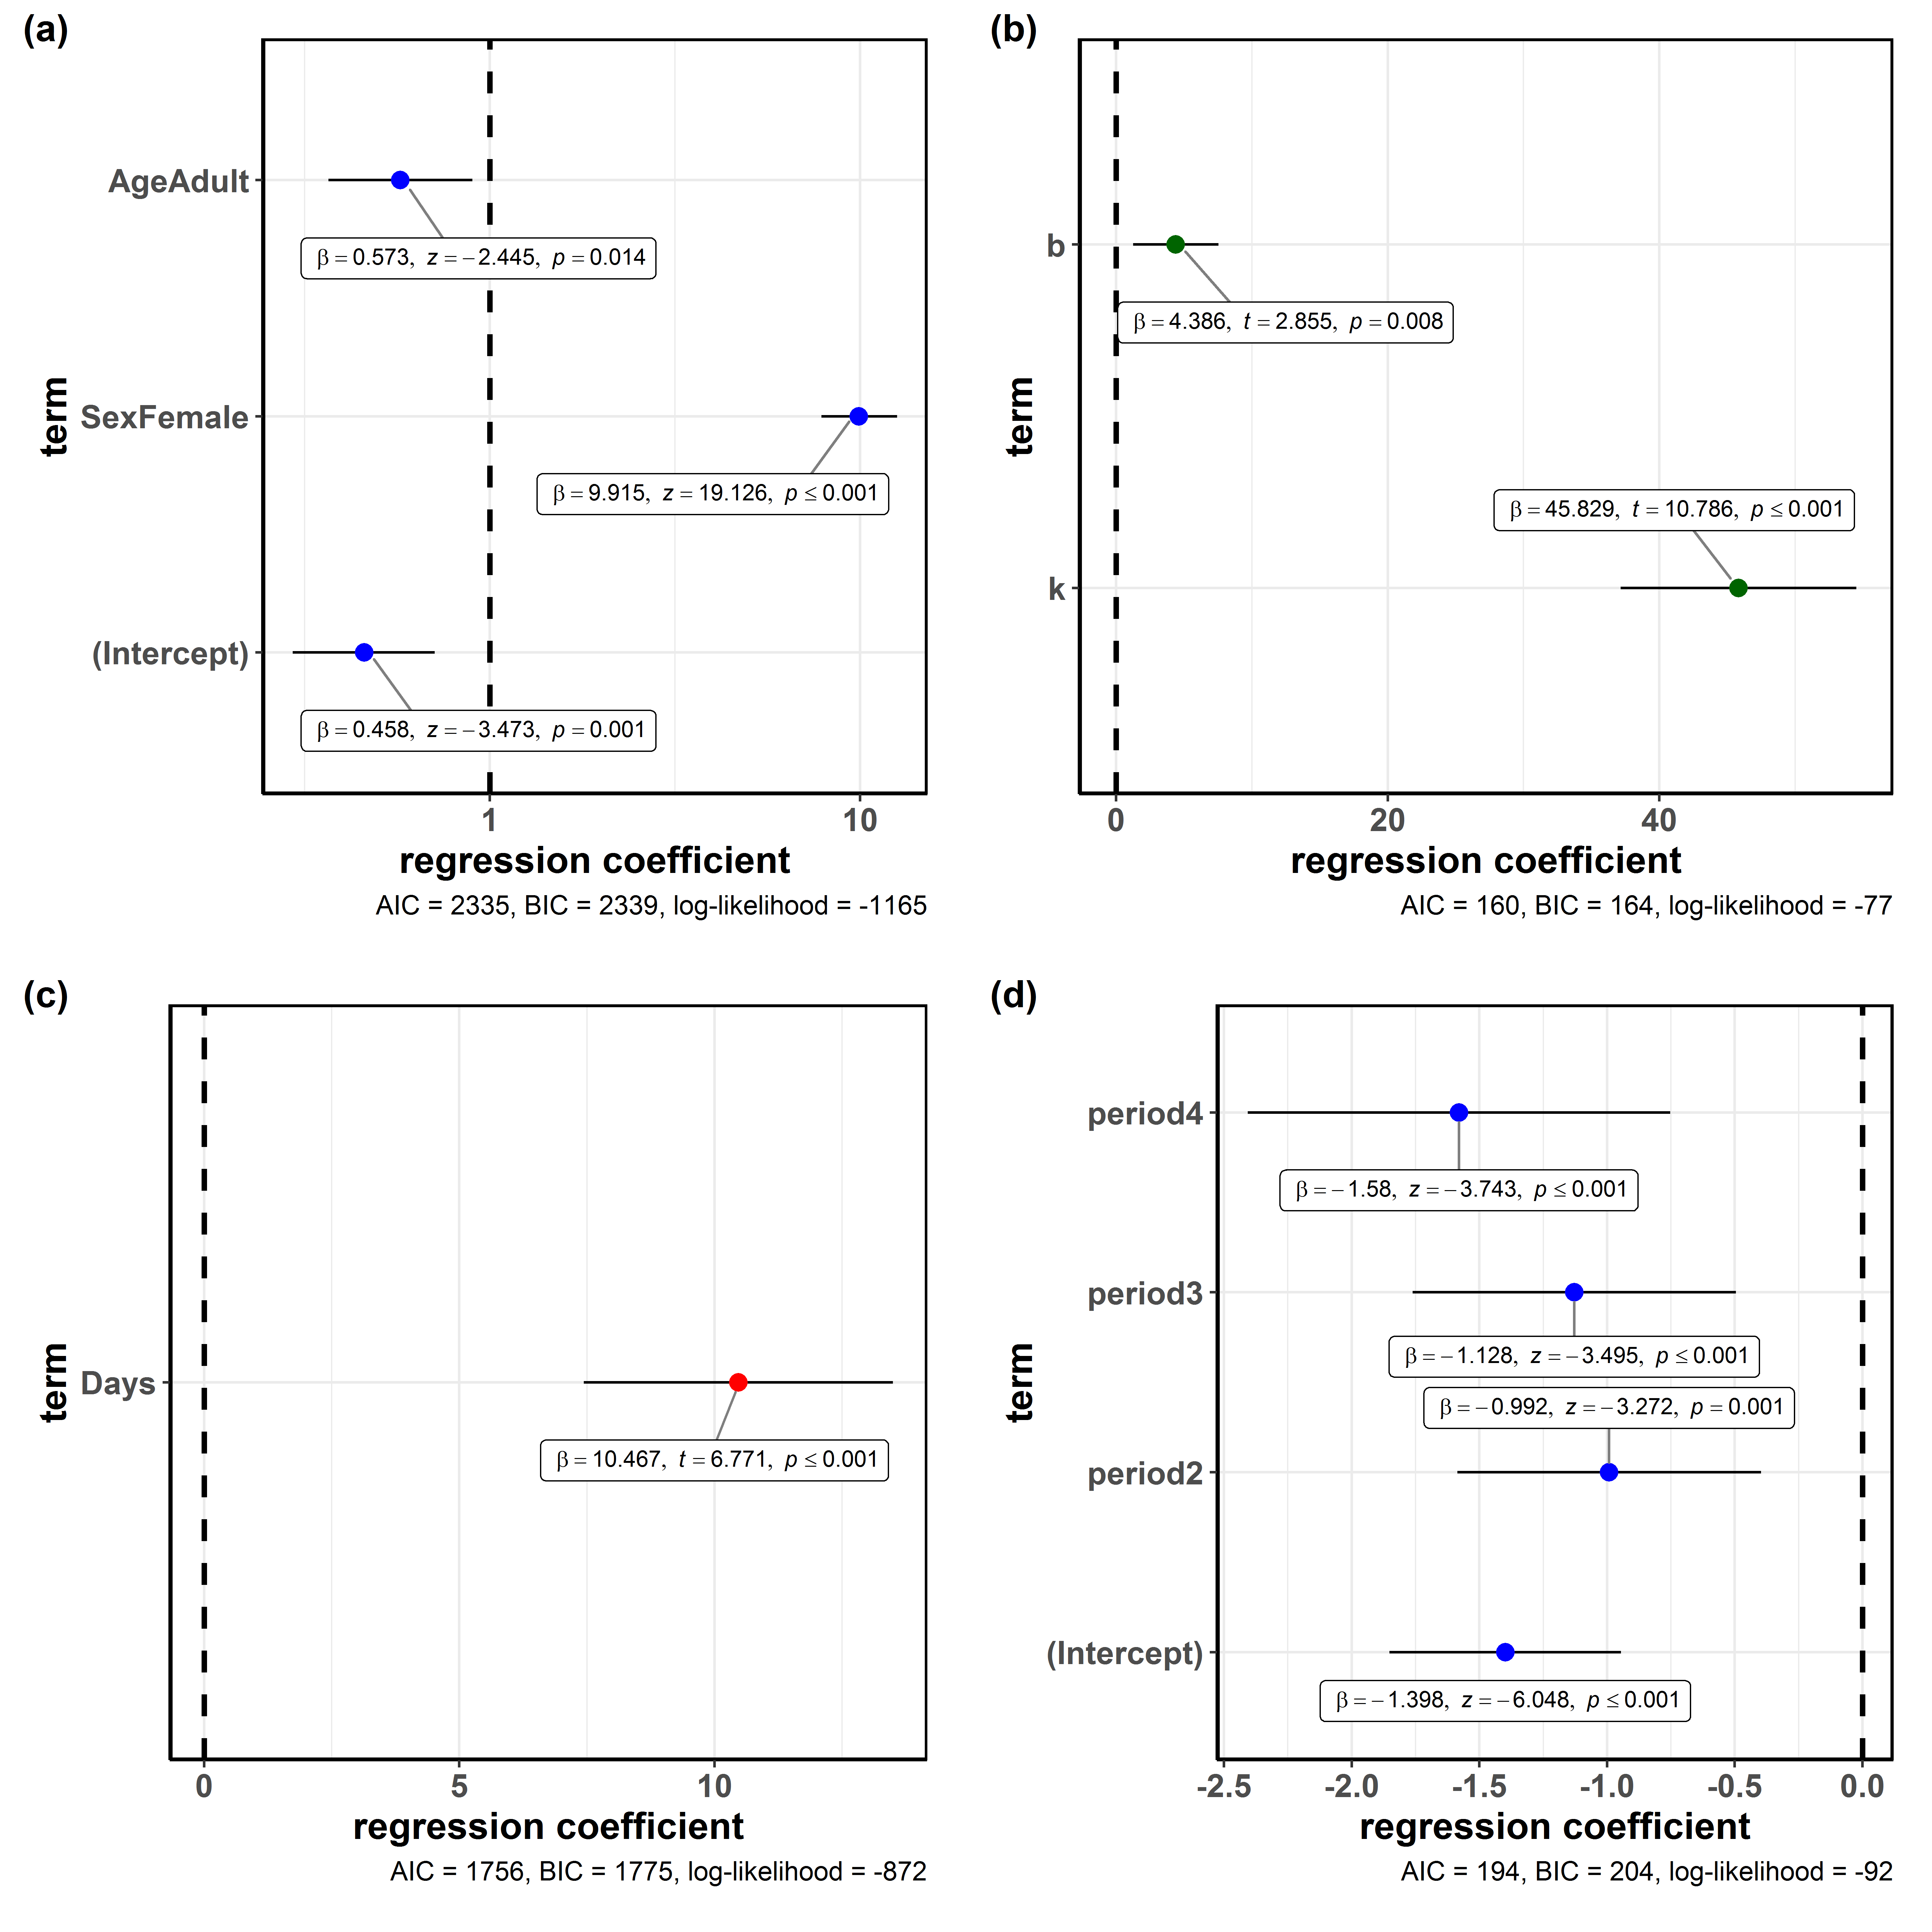 (a)
term
AgeAdult
SexFemale
(Intercept)
β = 0.573, z = −2.445, p = 0.014
β = 9.915, z = 19.126, p ≤ 0.001
β = 0.458, z = −3.473, p = 0.001
1 10
regression coefficient
AIC = 2335, BIC = 2339, log-likelihood = -1165
(b)
term
b
k
β = 4.386, t = 2.855, p = 0.008
β = 45.829, t = 10.786, p ≤ 0.001
0 20 40
regression coefficient
AIC = 160, BIC = 164, log-likelihood = -77
(c)
term
Days
β = 10.467, t = 6.771, p ≤ 0.001
0 5 10
regression coefficient
AIC = 1756, BIC = 1775, log-likelihood = -872
(d)
term
period4
period3
period2
(Intercept)
β = −1.58, z = −3.743, p ≤ 0.001
β = −1.128, z = −3.495, p ≤ 0.001
β = −0.992, z = −3.272, p = 0.001
β = −1.398, z = −6.048, p ≤ 0.001
-2.5 -2.0 -1.5 -1.0 -0.5 0.0
regression coefficient
AIC = 194, BIC = 204, log-likelihood = -92